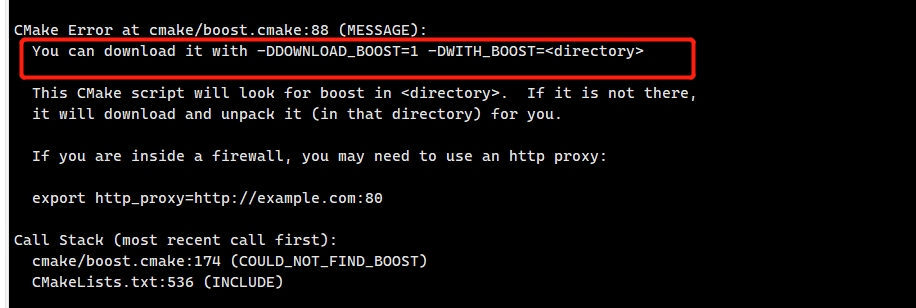 CMake Error at cmake/boost.cmake:88 (MESSAGE):
You can download it with -DDOWNLOAD_BOOST=1 -DWITH_BOOST=<directory>
This CMake script will look for boost in <directory>.  If it is not there,
it will download and unpack it (in that directory) for you.
If you are inside a firewall, you may need to use an http proxy:
export http_proxy=http://example.com:80
Call Stack (most recent call first):
cmake/boost.cmake:174 (COULD_NOT_FIND_BOOST)
CMakeLists.txt:536 (INCLUDE)